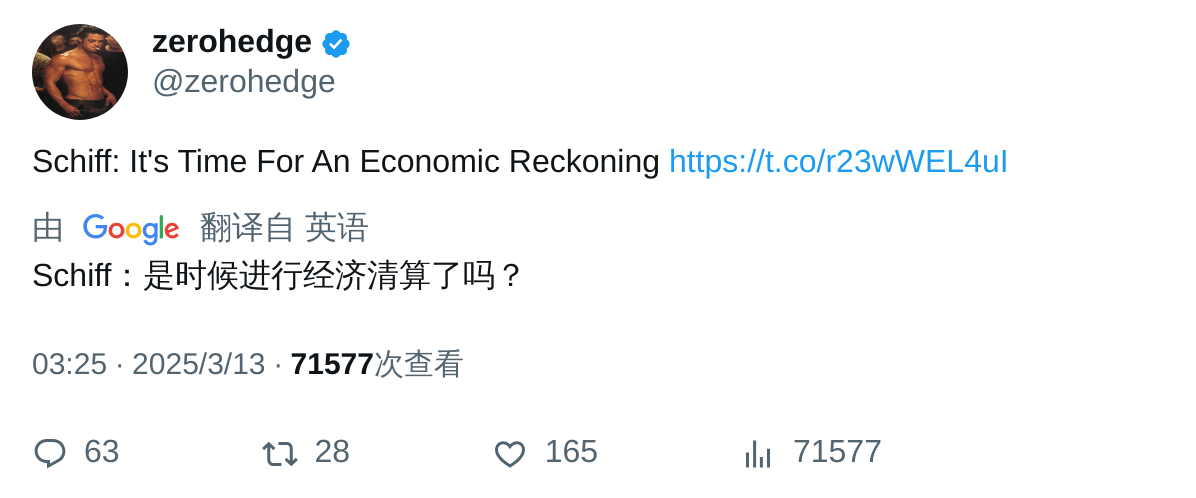 zerohedge
@zerohedge
Schiff: It's Time For An Economic Reckoning https://t.co/r23wWEL4uI
由 Google 翻译自 英语
Schiff：是时候进行经济清算了吗？
03:25 · 2025/3/13 · 71577次查看
63 28 165 71577